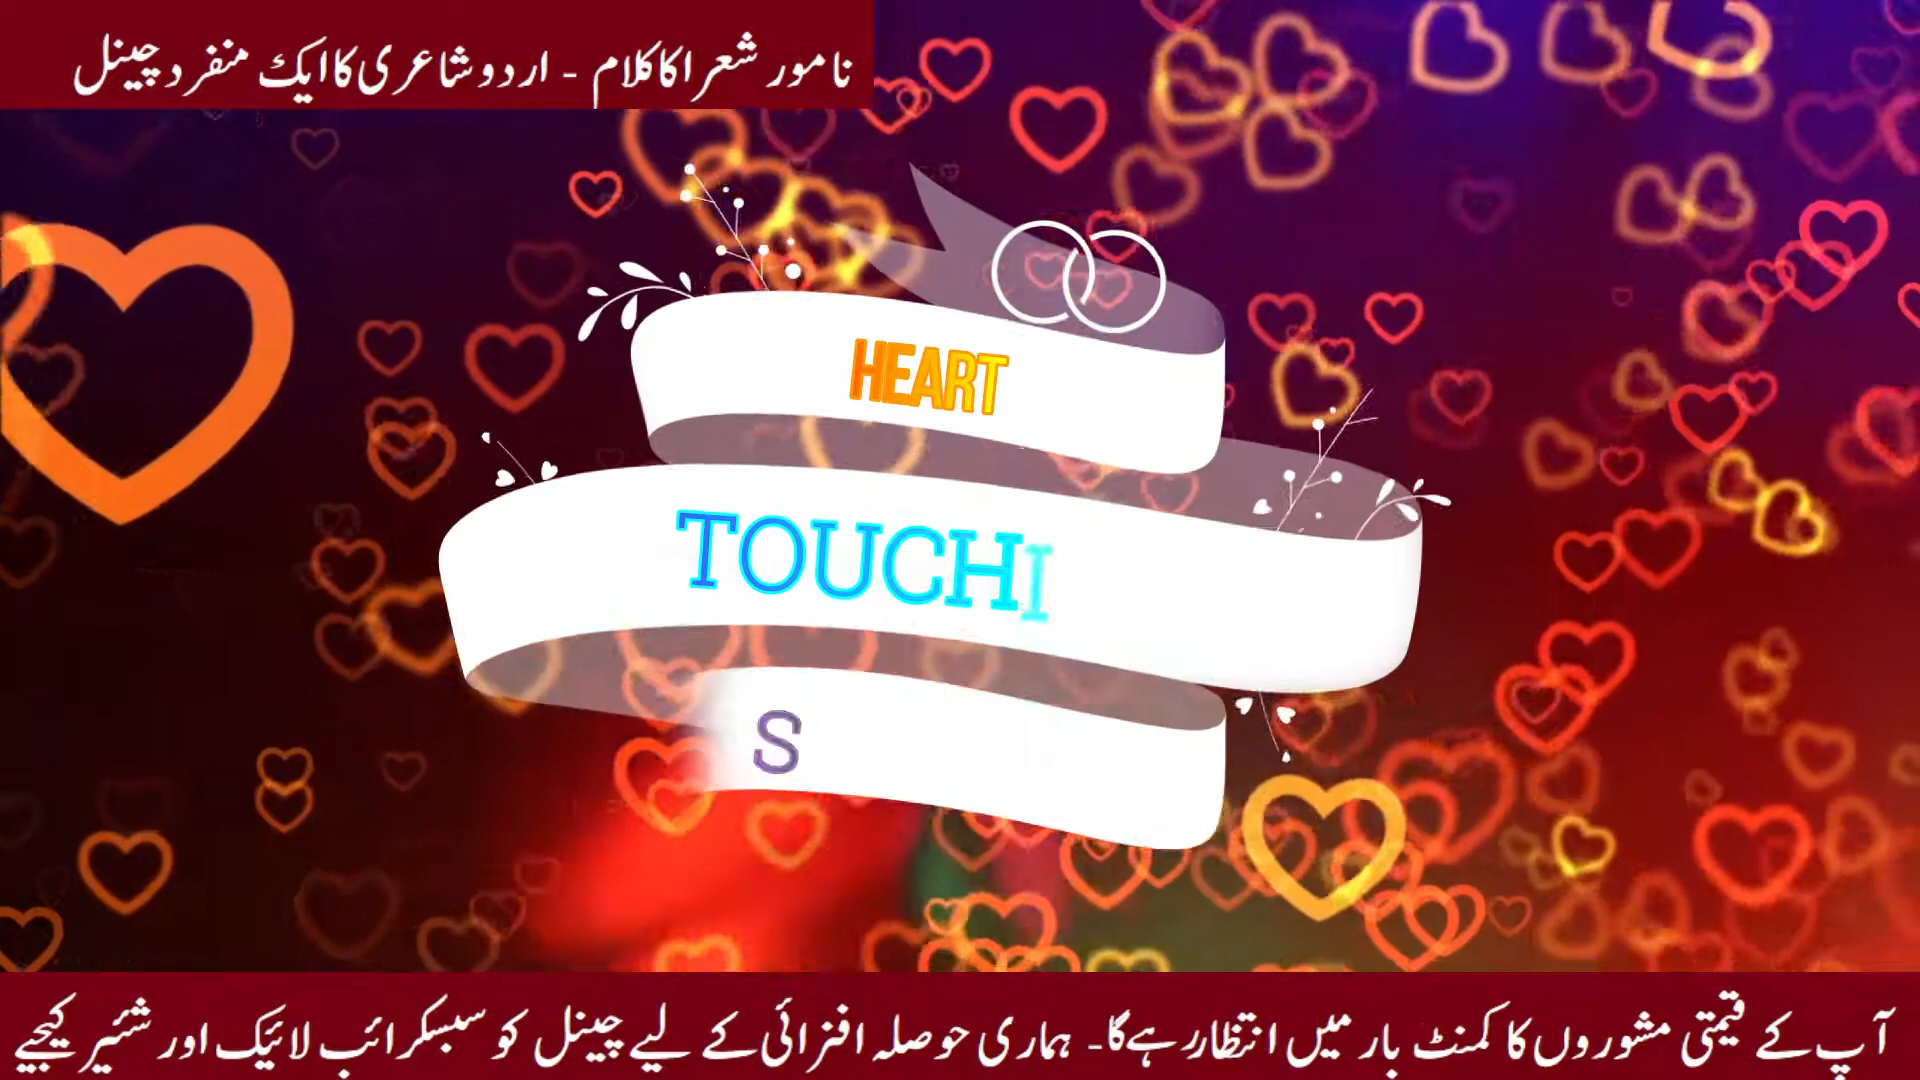 نامور شعرا کا کلام - اردو شاعری کا ایک منفرد چینل
HEART
TOUCHI
S
آپ کے قیمتی مشوروں کا کمنٹ بار میں انتظار رہے گا۔ ہماری حوصلہ افزائی کے لیے چینل کو سبسکرائب لائیک اور شئیر کیجیے